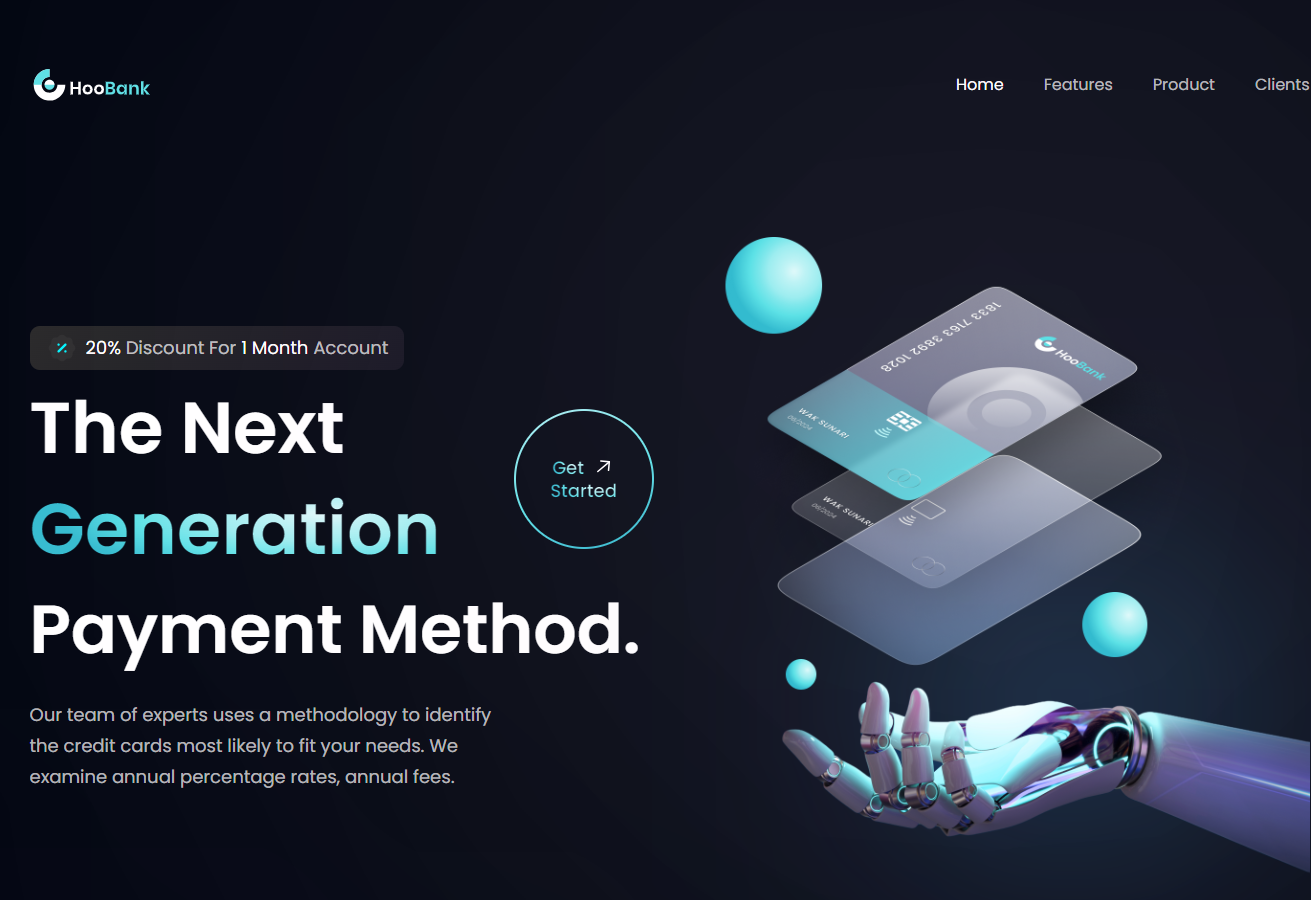 HooBank
Home Features Product Clients
20% Discount For 1 Month Account
The Next
Generation
Payment Method.
Get
Started
Our team of experts uses a methodology to identify
the credit cards most likely to fit your needs. We
examine annual percentage rates, annual fees.
1833 7163 3892 1028
HooBank
WAK SUNARI
06/2024
WAK SUNARI
06/2024